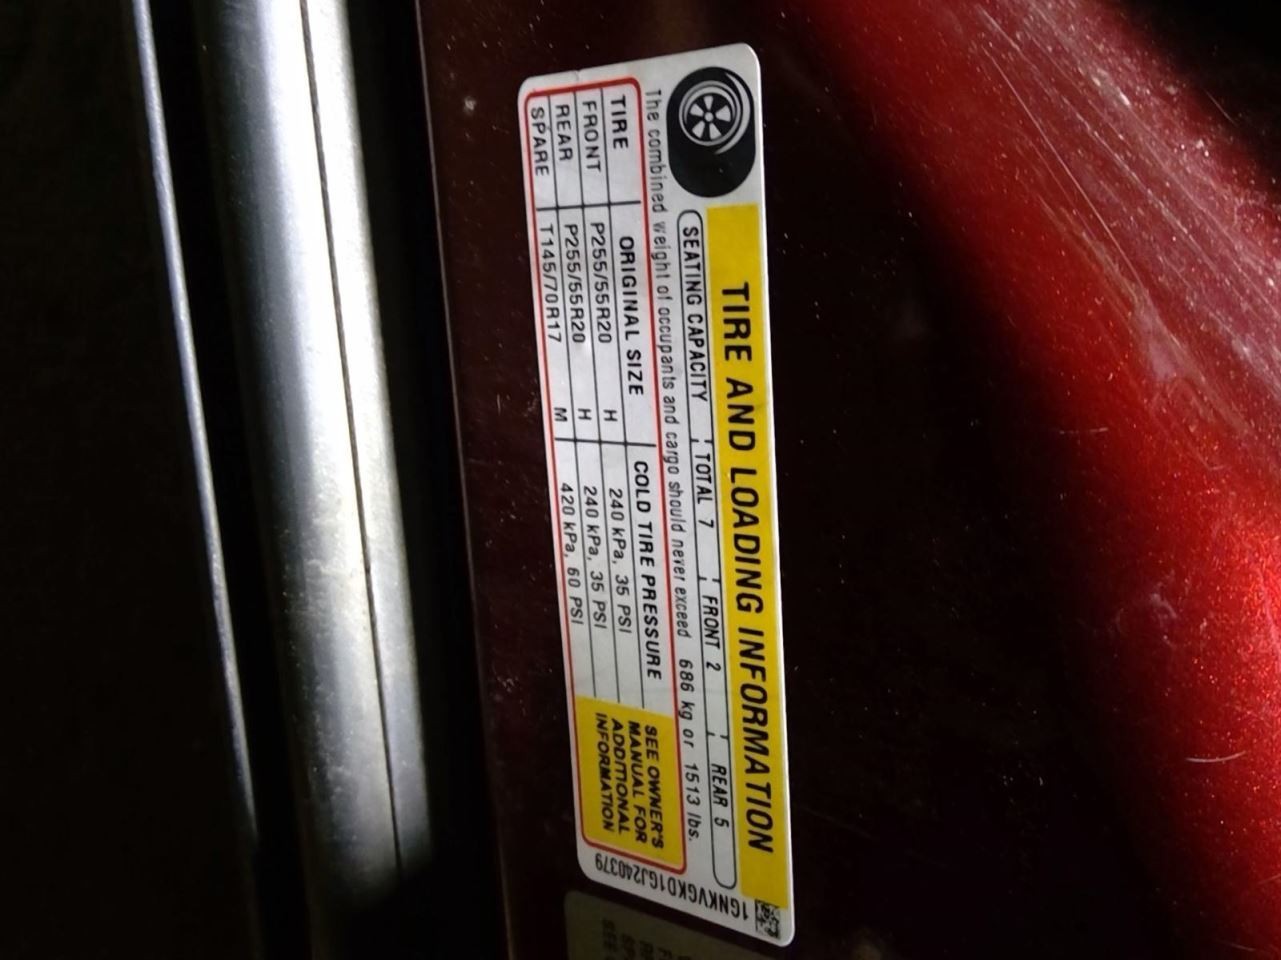 TIRE AND LOADING INFORMATION
SEATING CAPACITY TOTAL 7 FRONT 2 REAR 5
The combined weight of occupants and cargo should never exceed 686 kg or 1513 lbs.
TIRE ORIGINAL SIZE COLD TIRE PRESSURE
FRONT P255/55R20 H 240 kPa, 35 PSI
REAR P255/55R20 H 240 kPa, 35 PSI
SPARE T145/70R17 M 420 kPa, 60 PSI
SEE OWNER'S
MANUAL FOR
ADDITIONAL
INFORMATION
1GNKVGKD1GJ240379